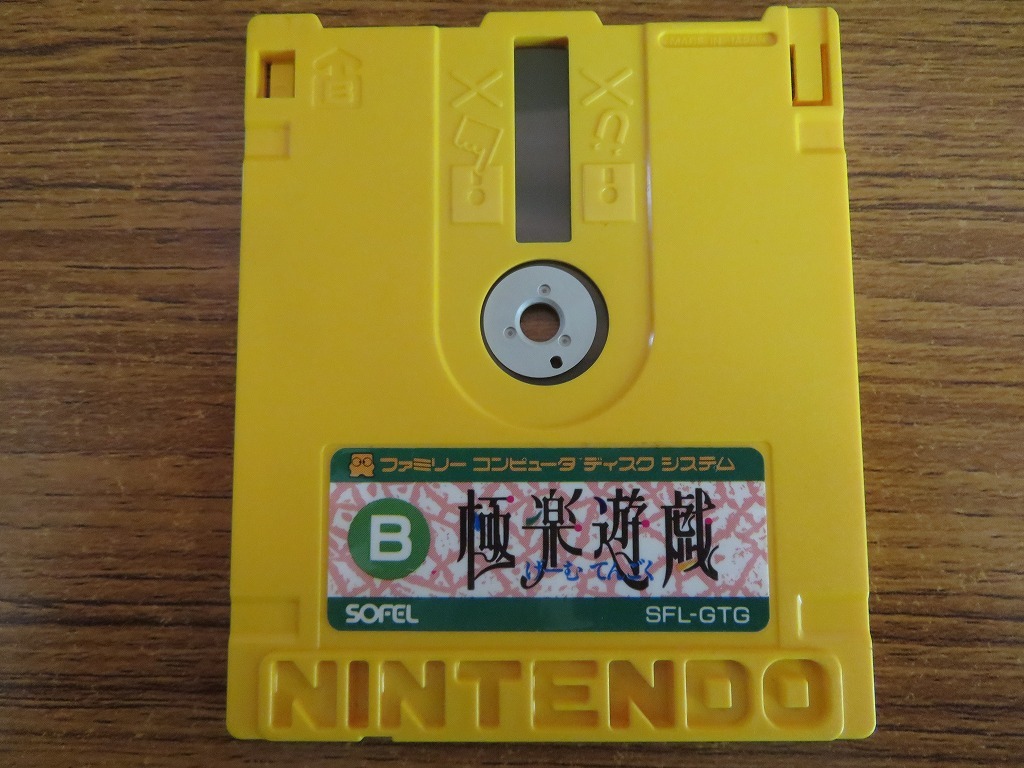 ファミリー コンピュータ ディスク システム
B
極楽遊戯
げーむ てんごく
SOFEL SFL-GTG
NINTENDO